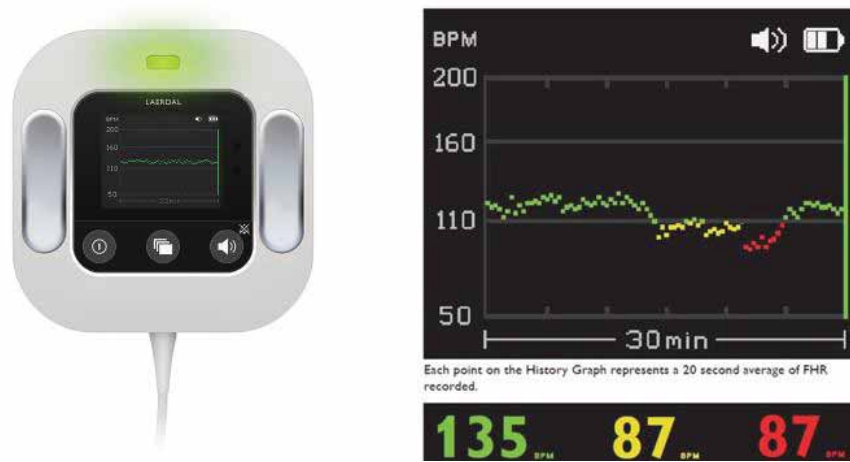 LAERDAL
BPM
200
160
110
50
30min
BPM
200
160
110
50
30min
Each point on the History Graph represents a 20 second average of FHR
recorded.
135 BPM 87 BPM 87 BPM